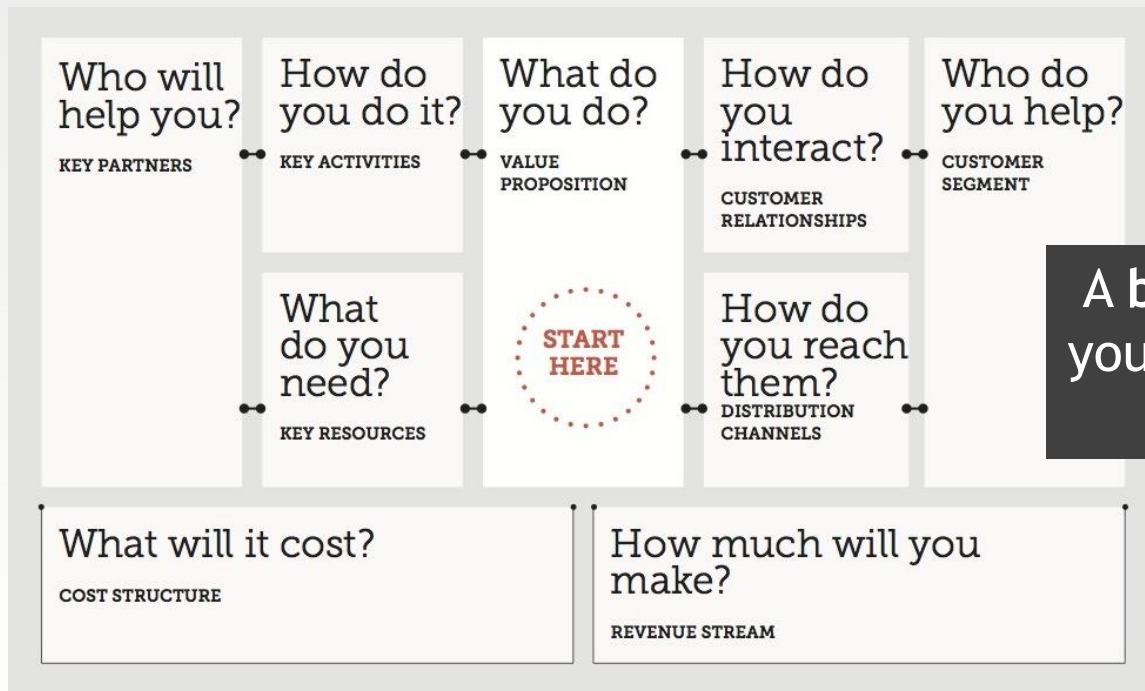 Who will
help you?
KEY PARTNERS
How do
you do it?
KEY ACTIVITIES
What
do you
need?
KEY RESOURCES
What do
you do?
VALUE
PROPOSITION
START
HERE
How do
you
interact?
CUSTOMER
RELATIONSHIPS
How do
you reach
them?
DISTRIBUTION
CHANNELS
Who do
you help?
CUSTOMER
SEGMENT
A
you
What will it cost?
COST STRUCTURE
How much will you
make?
REVENUE STREAM